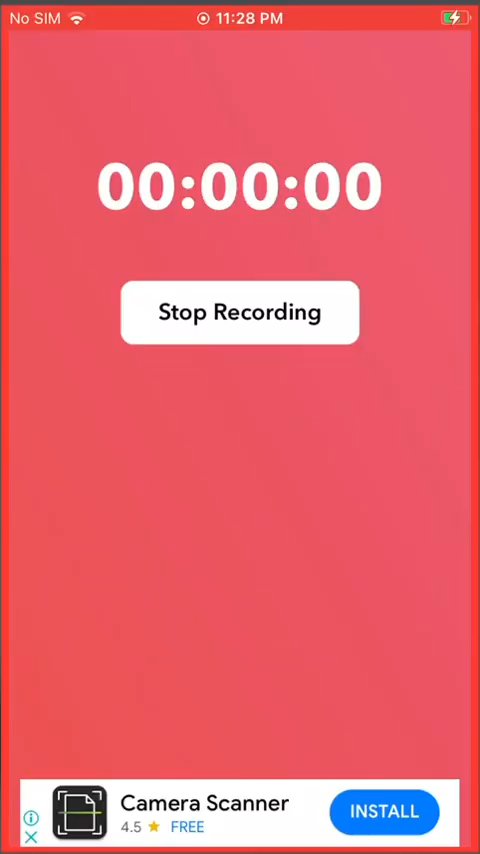 No SIM 11:28 PM
00:00:00
Stop Recording
Camera Scanner
4.5 FREE
INSTALL